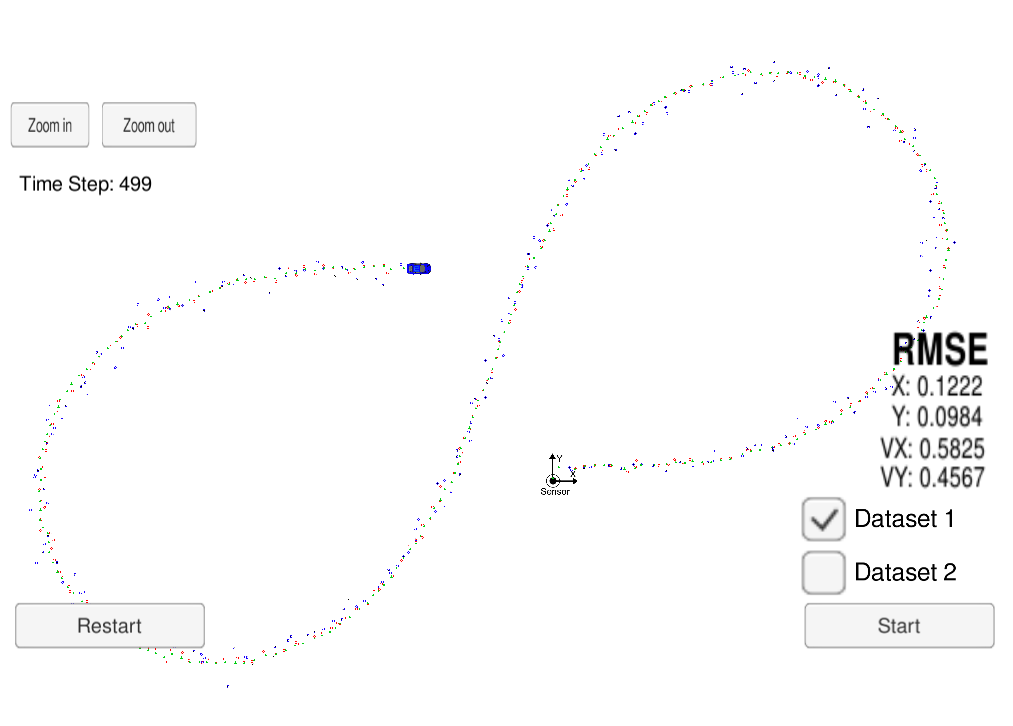 Zoom in
Zoom out
Time Step: 499
RMSE
X: 0.1222
Y: 0.0984
VX: 0.5825
VY: 0.4567
Y
X
Sensor
Dataset 1
Dataset 2
Restart
Start